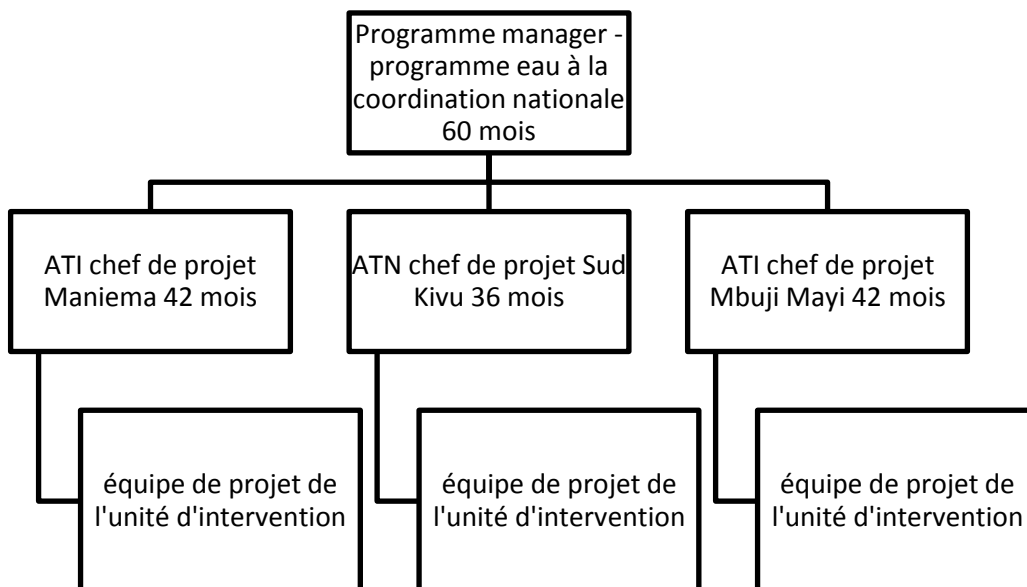 Programme manager -
programme eau à la
coordination nationale
60 mois
ATI chef de projet
Maniema 42 mois
ATN chef de projet Sud
Kivu 36 mois
ATI chef de projet
Mbuji Mayi 42 mois
équipe de projet de
l'unité d'intervention
équipe de projet de
l'unité d'intervention
équipe de projet de
l'unité d'intervention